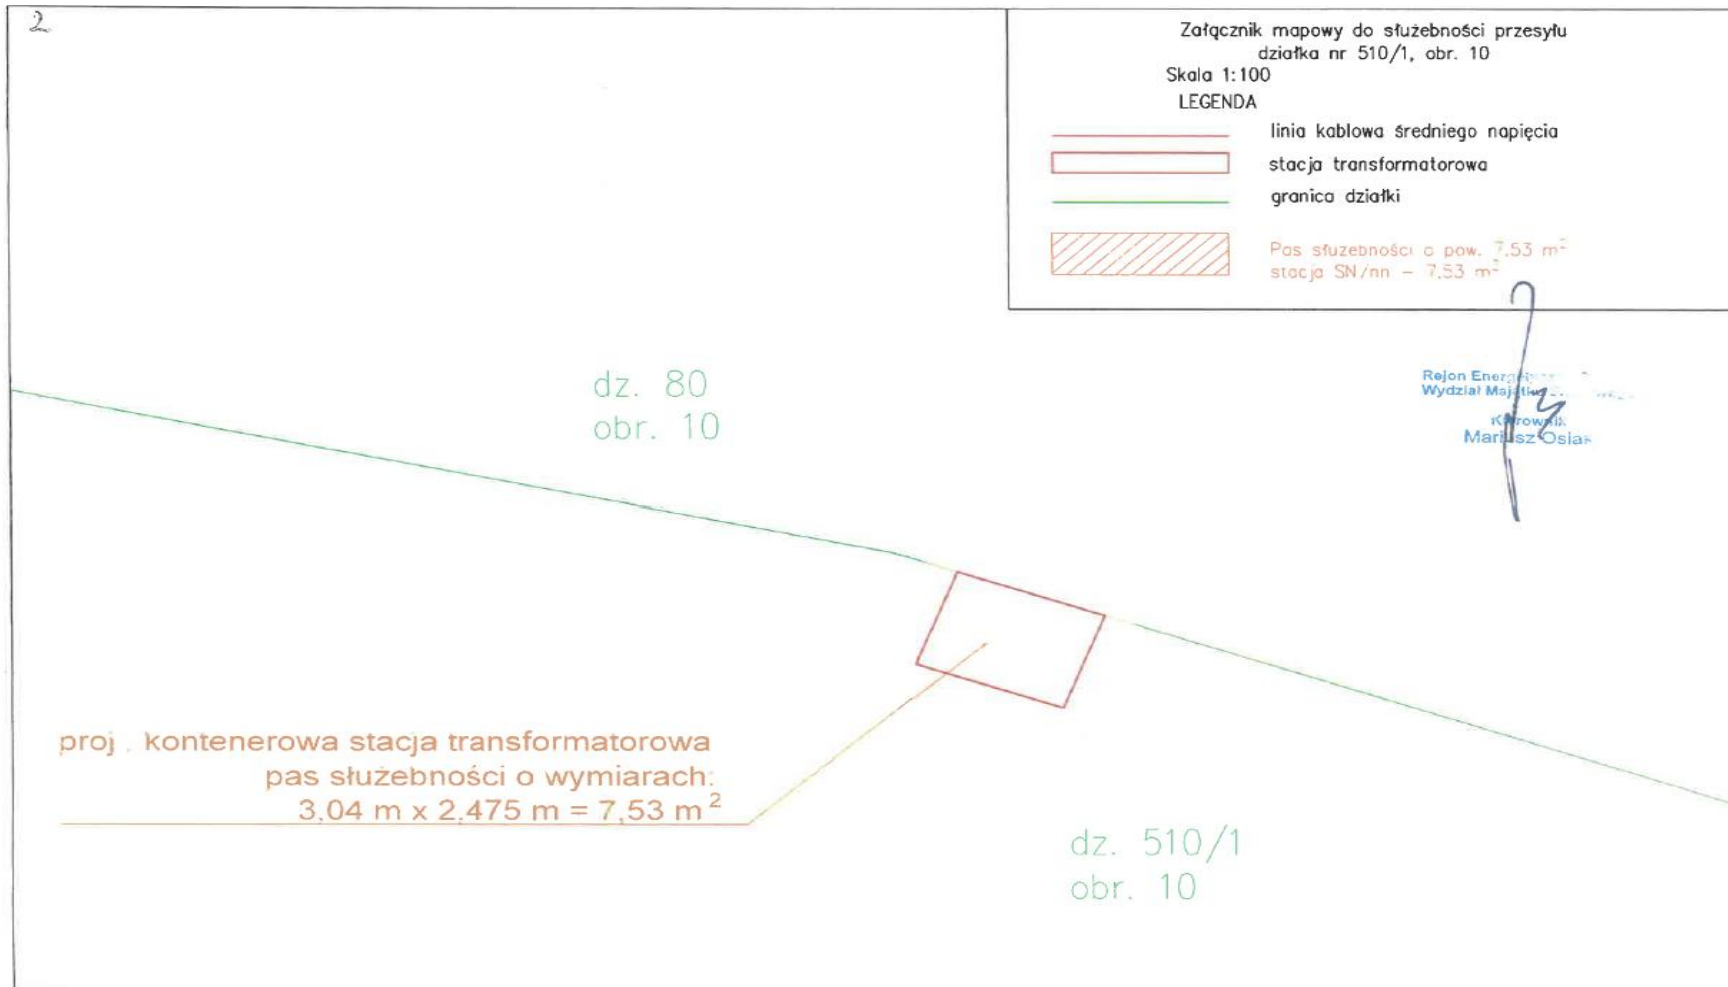 2
Załącznik mapowy do służebności przesyłu
działka nr 510/1, obr. 10
Skala 1:100
LEGENDA
linia kablowa średniego napięcia
stacja transformatorowa
granica działki
Pas służebności o pow. 7,53 m²
stacja SN/nn – 7,53 m²
Rejon
Wydział
Kierownik
Mariusz Osiak
dz. 80
obr. 10
proj. kontenerowa stacja transformatorowa
pas służebności o wymiarach:
3,04 m x 2,475 m = 7,53 m²
dz. 510/1
obr. 10